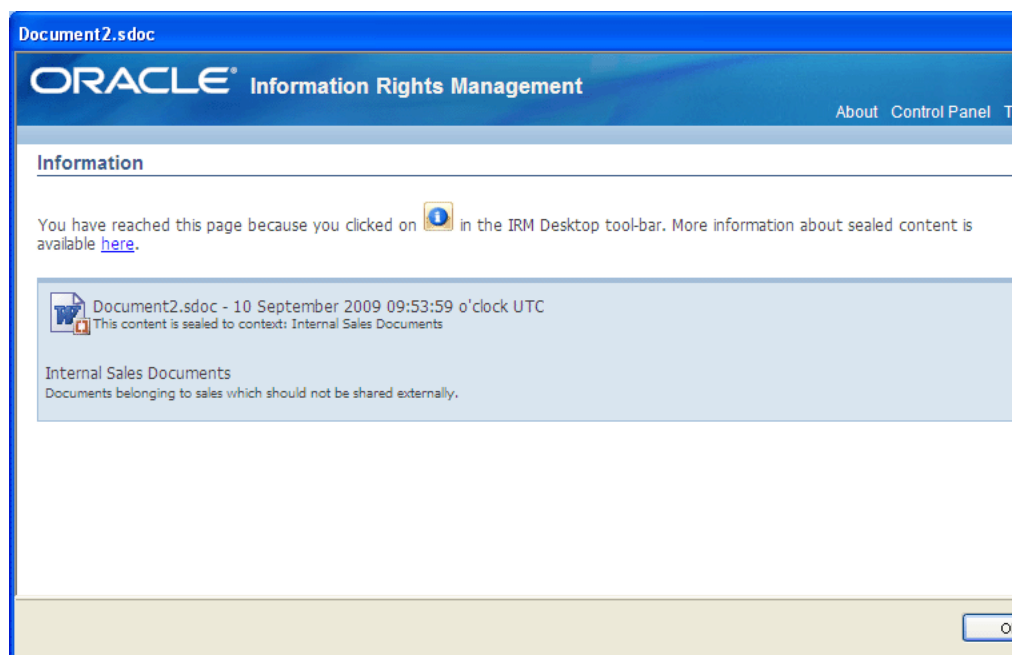 Document2.sdoc
ORACLE® Information Rights Management
About Control Panel
Information
You have reached this page because you clicked on in the IRM Desktop tool-bar. More information about sealed content is
available here.
Document2.sdoc - 10 September 2009 09:53:59 o'clock UTC
This content is sealed to context: Internal Sales Documents
Internal Sales Documents
Documents belonging to sales which should not be shared externally.